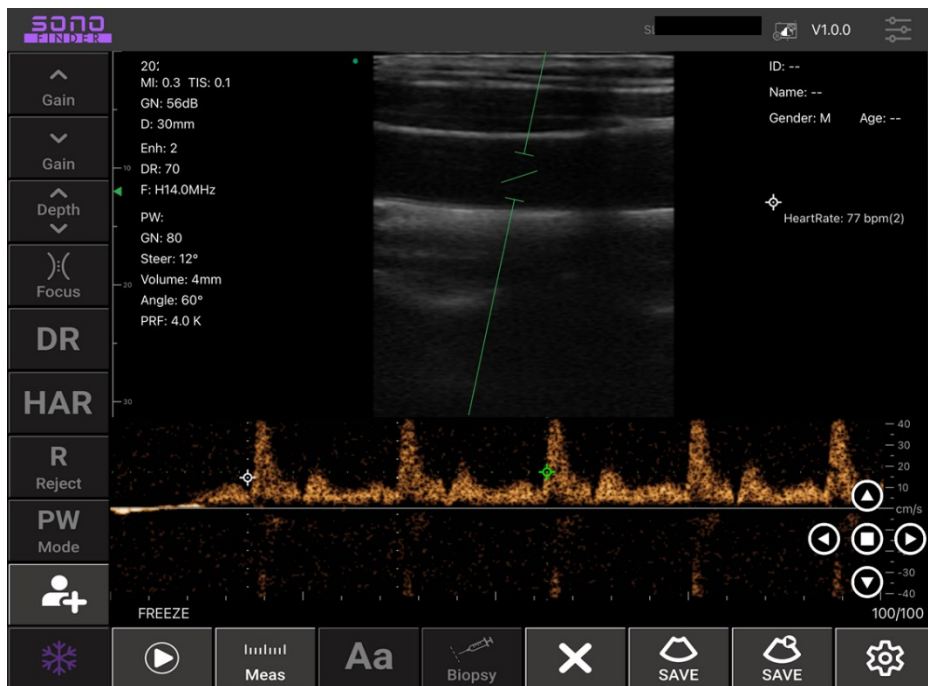 SONO
FINDER
V1.0.0
Gain
Gain
Depth
Focus
DR
HAR
R
Reject
PW
Mode
MI: 0.3 TIS: 0.1
GN: 56dB
D: 30mm
Enh: 2
DR: 70
F: H14.0MHz
PW:
GN: 80
Steer: 12°
Volume: 4mm
Angle: 60°
PRF: 4.0 K
10
20
30
ID: --
Name: --
Gender: M Age: --
HeartRate: 77 bpm(2)
40
30
20
10
cm/s
-30
-40
FREEZE
100/100
Meas
Aa
Biopsy
SAVE
SAVE